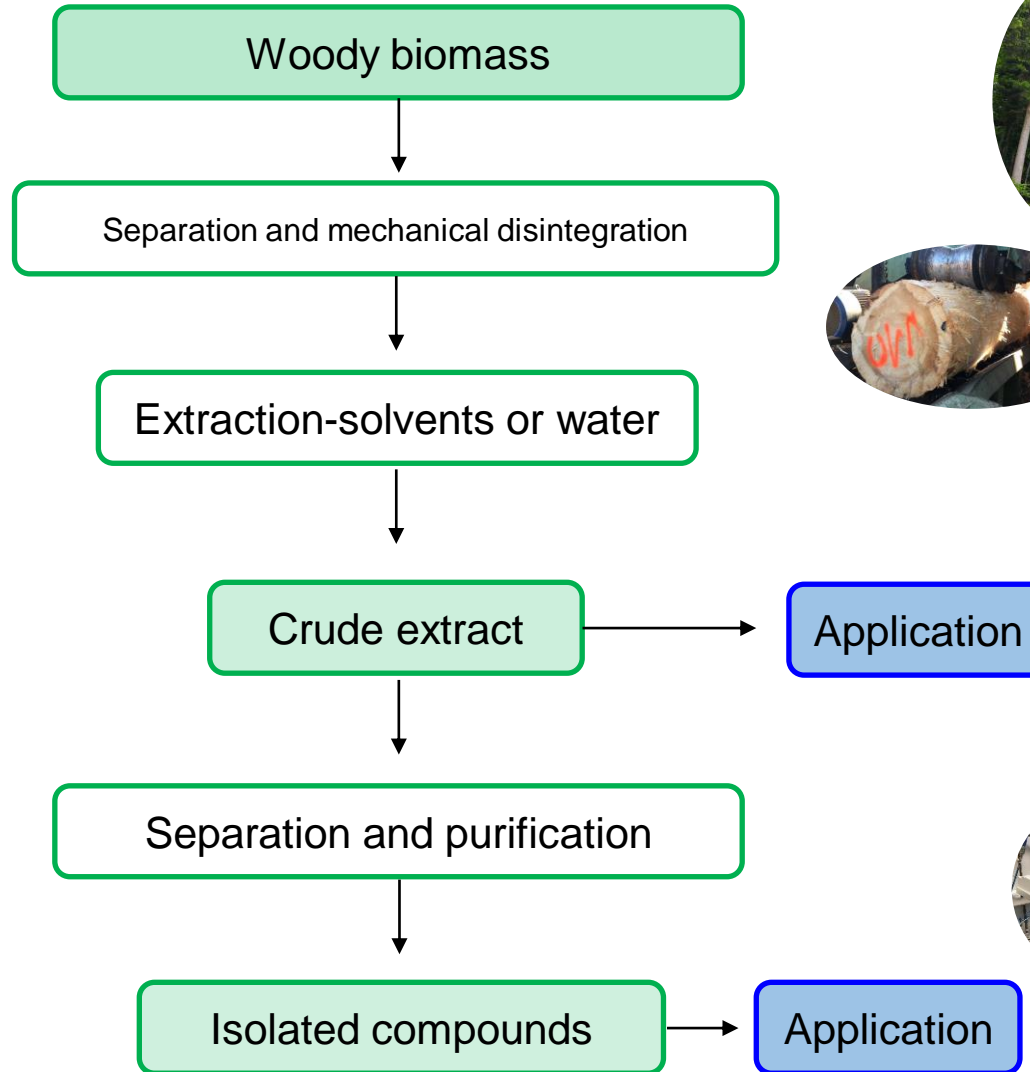 Woody biomass
Separation and mechanical disintegration
Extraction-solvents or water
Crude extract
Application
Separation and purification
Isolated compounds
Application